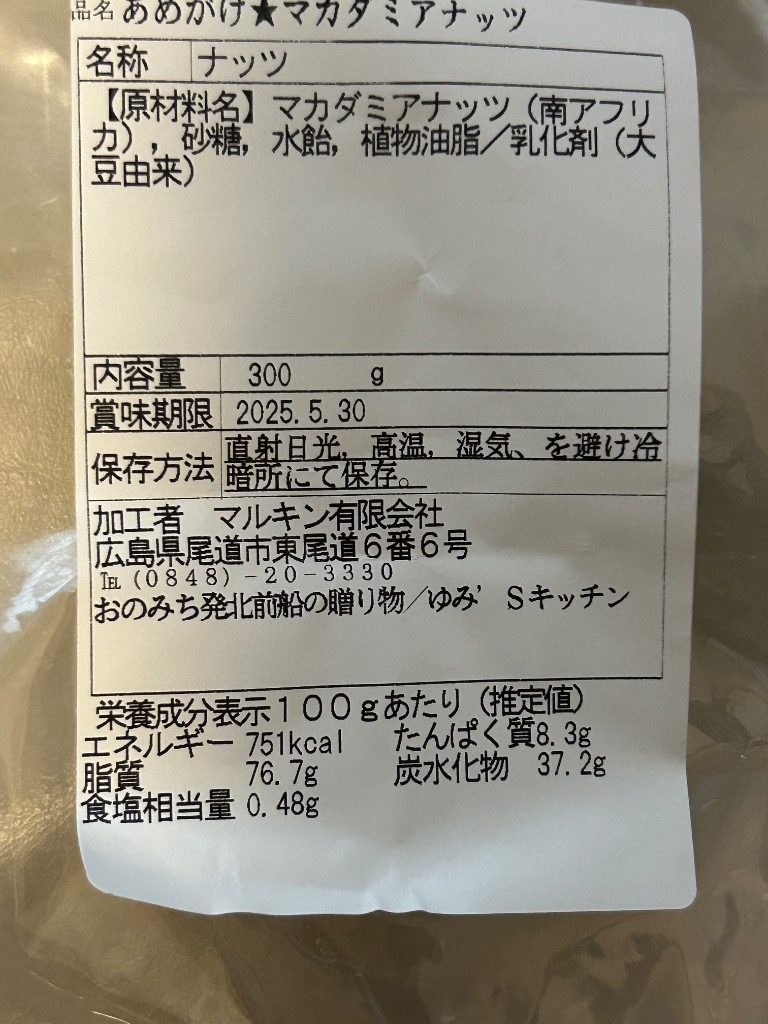 品名 あめがけ★マカダミアナッツ
名称 ナッツ
【原材料名】マカダミアナッツ（南アフリ
カ），砂糖，水飴，植物油脂／乳化剤（大
豆由来）
内容量 300 g
賞味期限 2025.5.30
保存方法 直射日光，高温，湿気、を避け冷
暗所にて保存。
加工者 マルキン有限会社
広島県尾道市東尾道６番６号
℡（０８４８）－２０－３３３０
おのみち発北前船の贈り物／ゆみ’Ｓキッチン
栄養成分表示１００ｇあたり（推定値）
エネルギー 751kcal たんぱく質8.3g
脂質 76.7g 炭水化物 37.2g
食塩相当量 0.48g